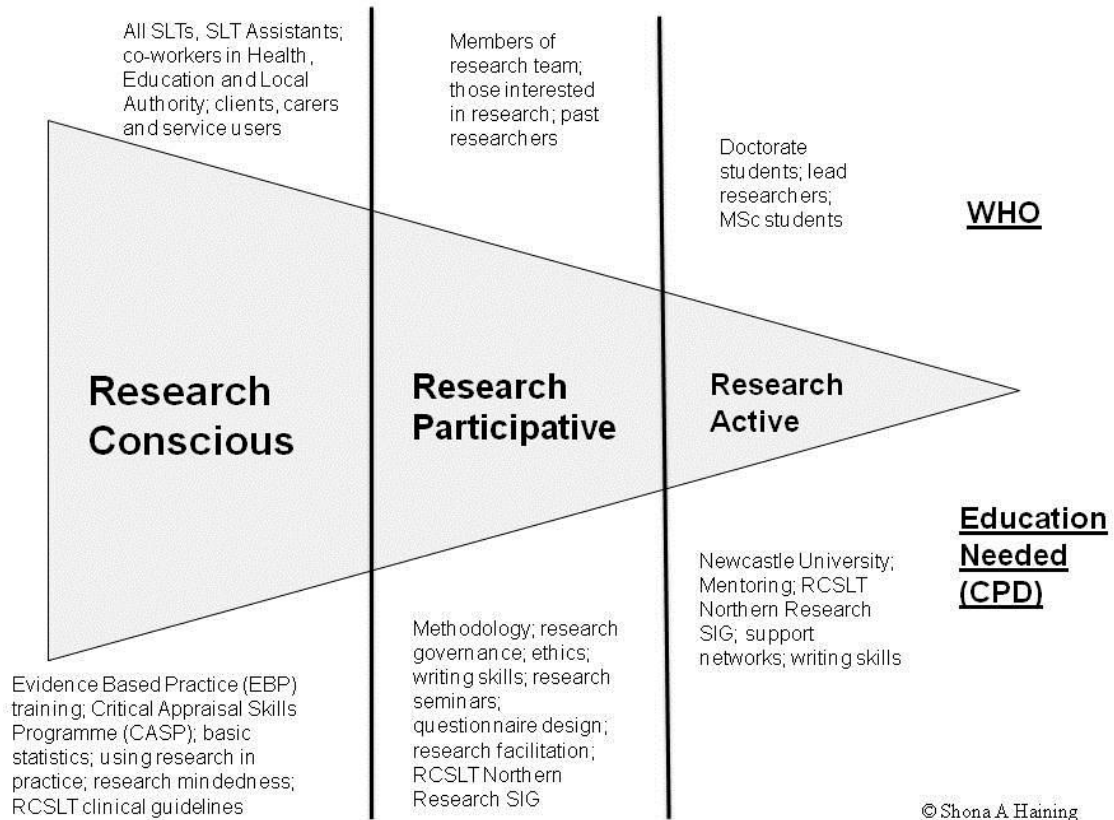 All SLTs, SLT Assistants;
co-workers in Health,
Education and Local
Authority; clients, carers
and service users
Members of
research team;
those interested
in research; past
researchers
Doctorate
students; lead
researchers;
MSc students
WHO
Research
Conscious
Research
Participative
Research
Active
Education
Needed
(CPD)
Evidence Based Practice (EBP)
training; Critical Appraisal Skills
Programme (CASP); basic
statistics; using research in
practice; research mindedness;
RCSLT clinical guidelines
Methodology; research
governance; ethics;
writing skills; research
seminars;
questionnaire design;
research facilitation;
RCSLT Northern
Research SIG
Newcastle University;
Mentoring; RCSLT
Northern Research
SIG; support
networks; writing skills
© Shona A Haining